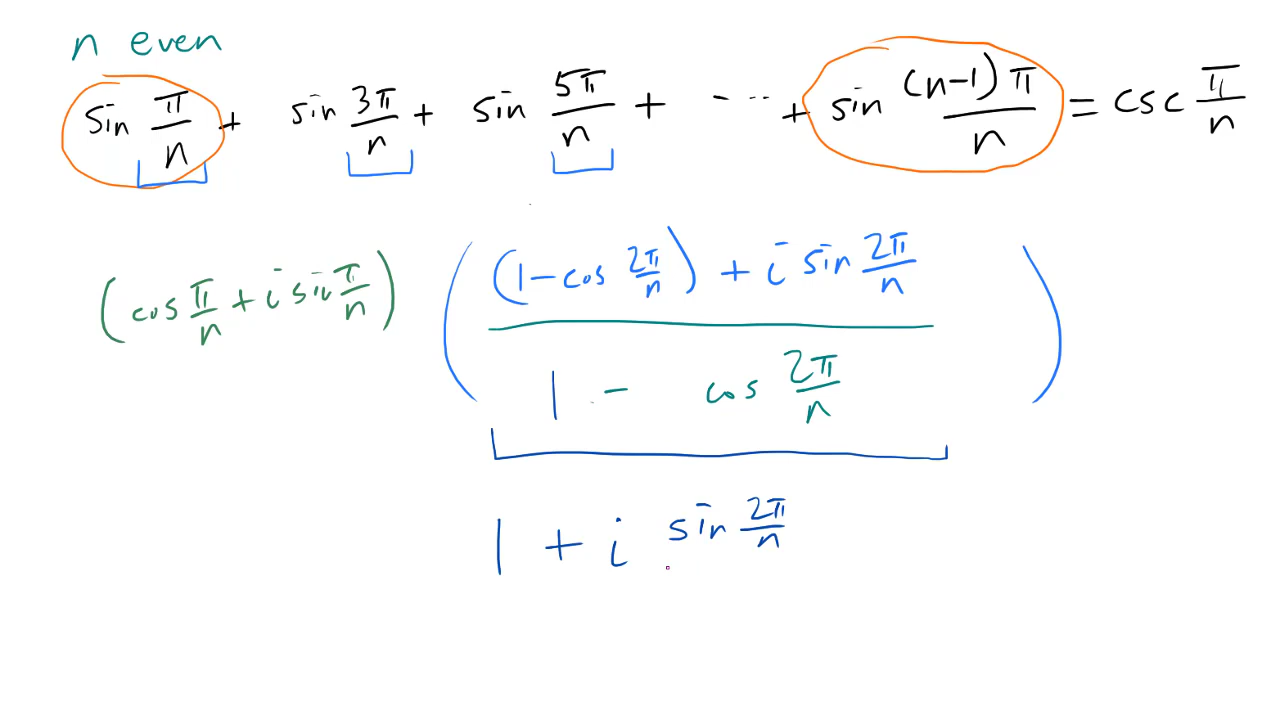 n even
sin π/n + sin 3π/n + sin 5π/n + ... + sin (n-1)π/n = csc π/n
(cos π/n + i sin π/n) ( (1 - cos 2π/n) + i sin 2π/n
1 - cos 2π/n )
1 + i sin 2π/n